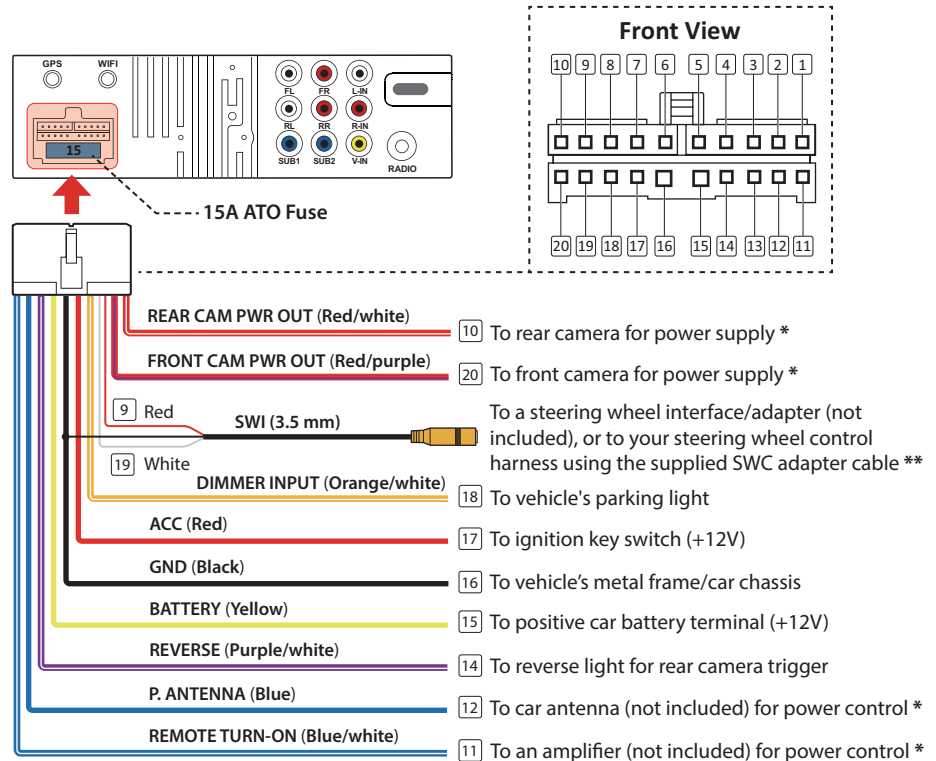 Front View
10 9 8 7 6 5 4 3 2 1
20 19 18 17 16 15 14 13 12 11
GPS WIFI
FL FR L-IN
RL RR R-IN
SUB1 SUB2 V-IN
RADIO
15
15A ATO Fuse
REAR CAM PWR OUT (Red/white)
10 To rear camera for power supply *
FRONT CAM PWR OUT (Red/purple)
20 To front camera for power supply *
9 Red
SWI (3.5 mm)
19 White
To a steering wheel interface/adapter (not
included), or to your steering wheel control
harness using the supplied SWC adapter cable **
DIMMER INPUT (Orange/white)
18 To vehicle's parking light
ACC (Red)
17 To ignition key switch (+12V)
GND (Black)
16 To vehicle’s metal frame/car chassis
BATTERY (Yellow)
15 To positive car battery terminal (+12V)
REVERSE (Purple/white)
14 To reverse light for rear camera trigger
P. ANTENNA (Blue)
12 To car antenna (not included) for power control *
REMOTE TURN-ON (Blue/white)
11 To an amplifier (not included) for power control *